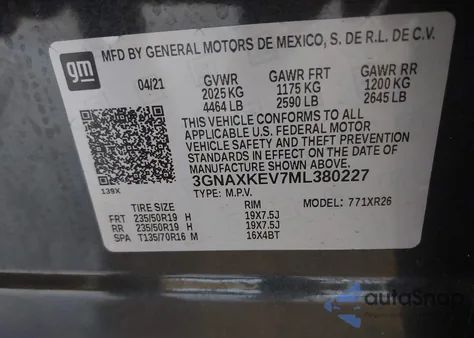 gm
MFD BY GENERAL MOTORS DE MEXICO, S. DE R.L. DE C.V.
04/21 GVWR GAWR FRT GAWR RR
2025 KG 1175 KG 1200 KG
4464 LB 2590 LB 2645 LB
THIS VEHICLE CONFORMS TO ALL
APPLICABLE U.S. FEDERAL MOTOR
VEHICLE SAFETY AND THEFT PREVENTION
STANDARDS IN EFFECT ON THE DATE OF
MANUFACTURE SHOWN ABOVE.
139X
3GNAXKEV7ML380227
TYPE: M.P.V. MODEL: 771XR26
TIRE SIZE RIM
FRT 235/50R19 H 19X7.5J
RR 235/50R19 H 19X7.5J
SPA T135/70R16 M 16X4BT
autoSnap